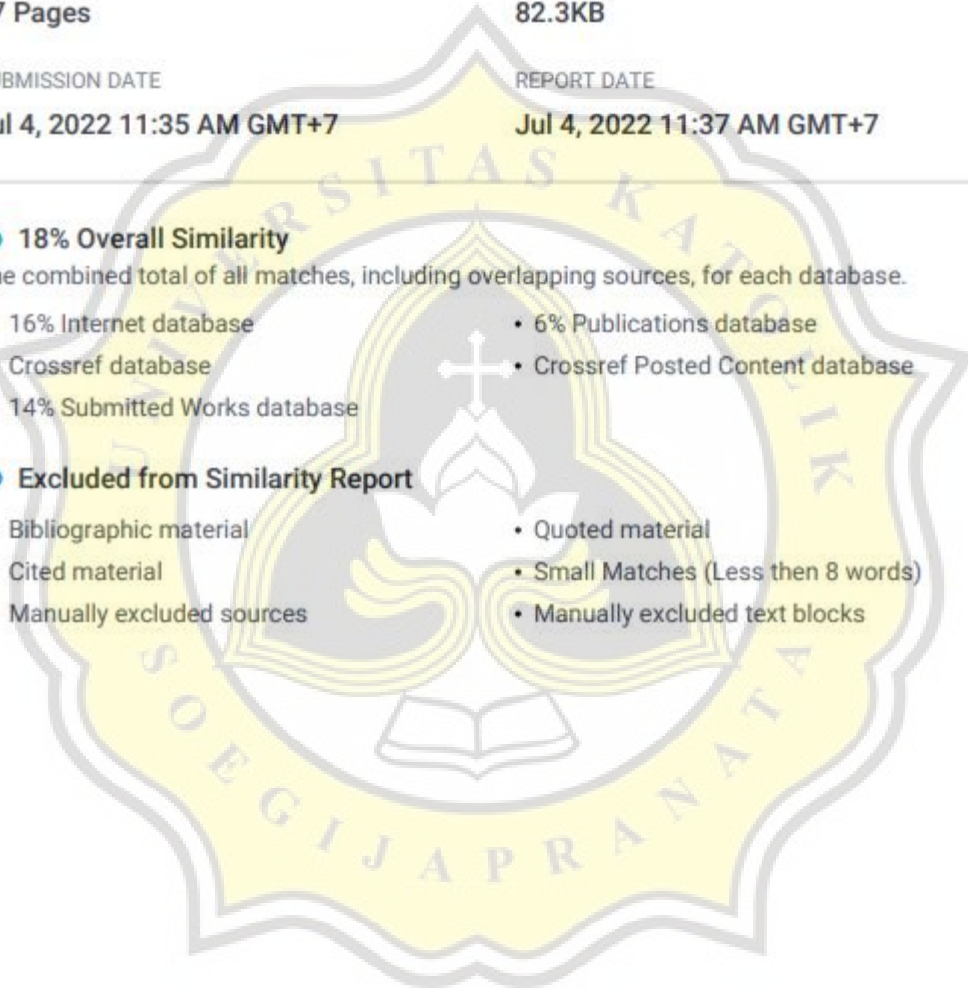 7 Pages 82.3KB
BMISSION DATE REPORT DATE
ul 4, 2022 11:35 AM GMT+7 Jul 4, 2022 11:37 AM GMT+7
18% Overall Similarity
e combined total of all matches, including overlapping sources, for each database.
16% Internet database • 6% Publications database
Crossref database • Crossref Posted Content database
14% Submitted Works database
Excluded from Similarity Report
Bibliographic material • Quoted material
Cited material • Small Matches (Less then 8 words)
Manually excluded sources • Manually excluded text blocks
UNIVERSITAS KATOLIK
SOEGIJAPRANATA